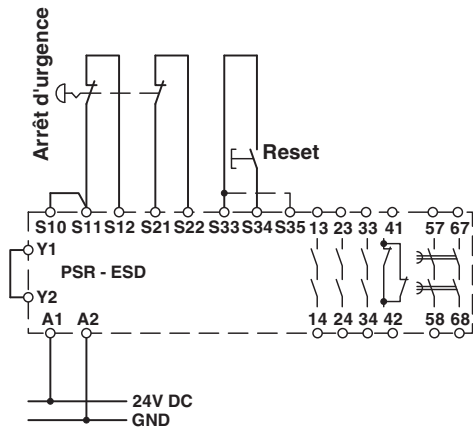 Arrêt d'urgence
Reset
S10 S11 S12 S21 S22 S33 S34 S35 13 23 33 41 57 67
Y1
PSR - ESD
Y2
A1 A2 14 24 34 42 58 68
24V DC
GND